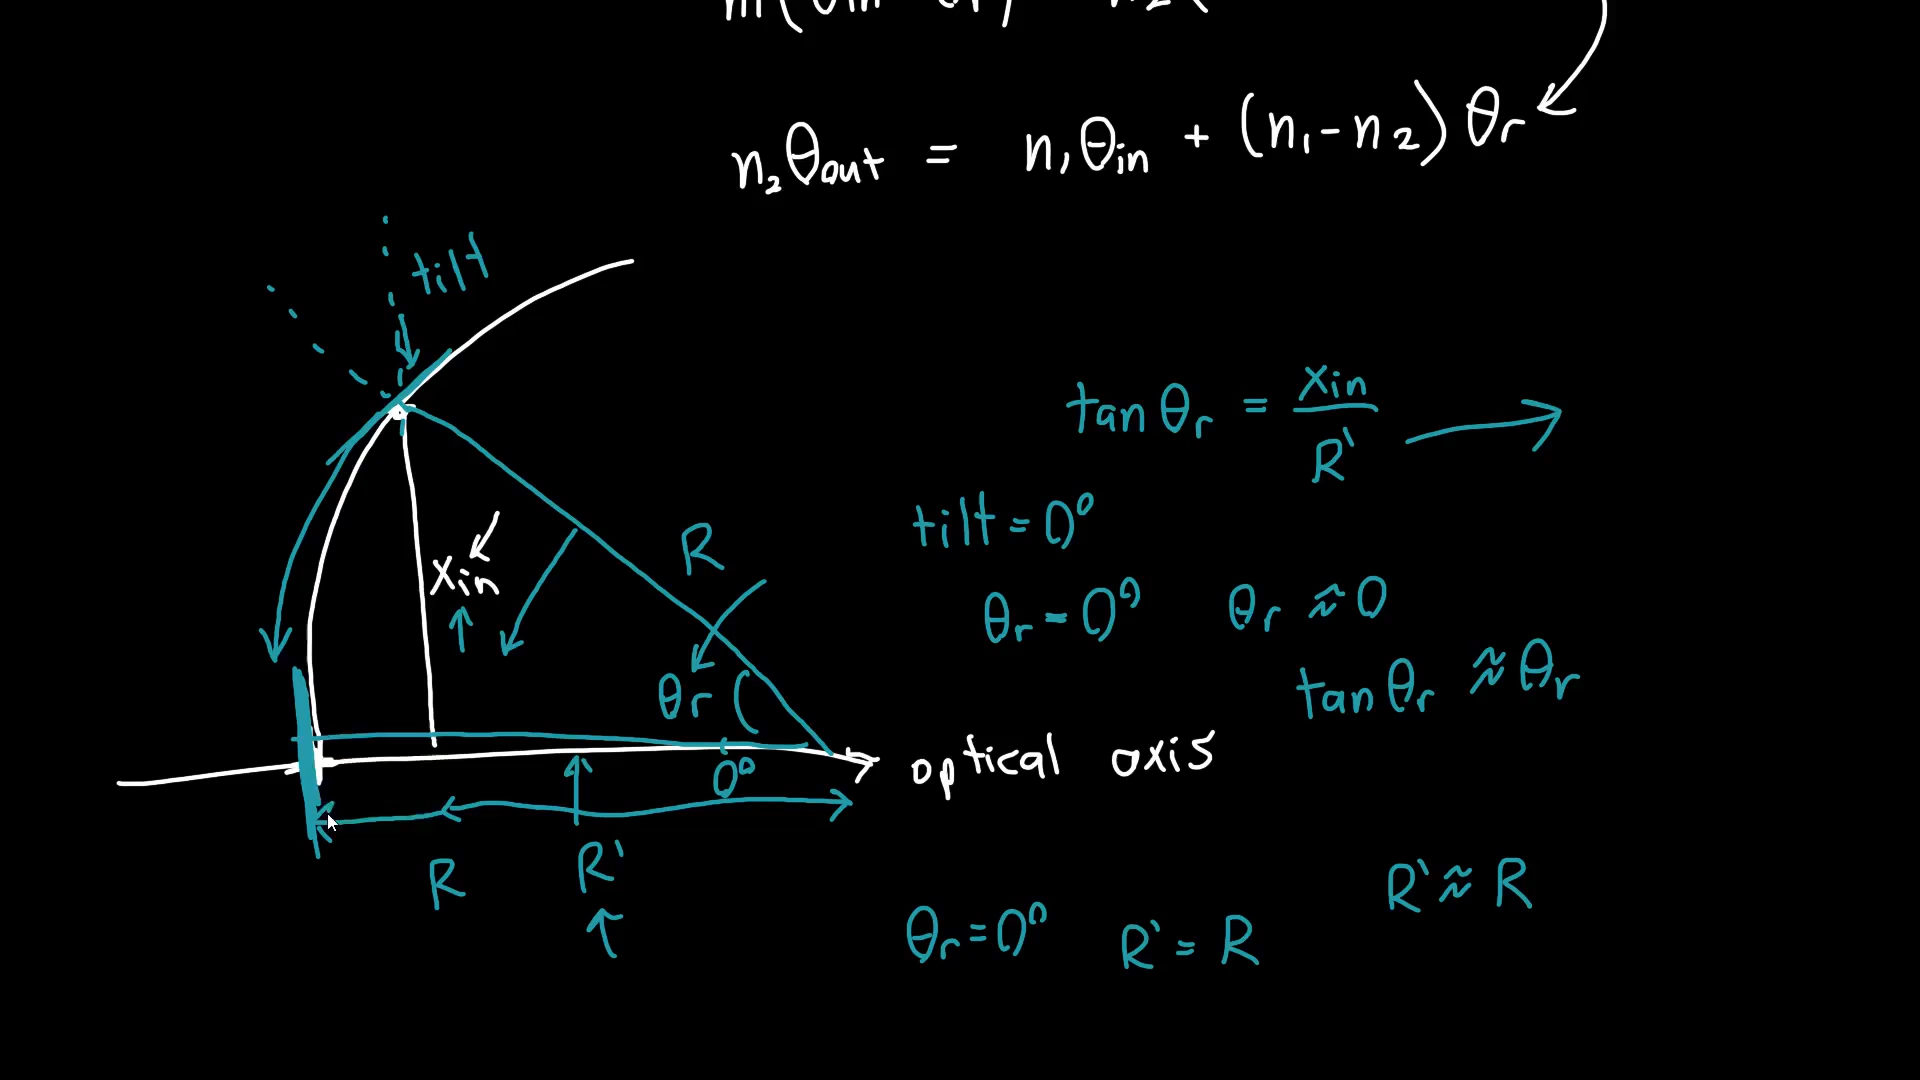 n₂θout = n₁θin + (n₁-n₂)θr
tilt
tan θr = xin / R'
tilt = 0°
R
xin
θr = 0° θr ≈ 0
θr
tan θr ≈ θr
optical axis
0°
R R'
R' ≈ R
θr = 0° R' = R